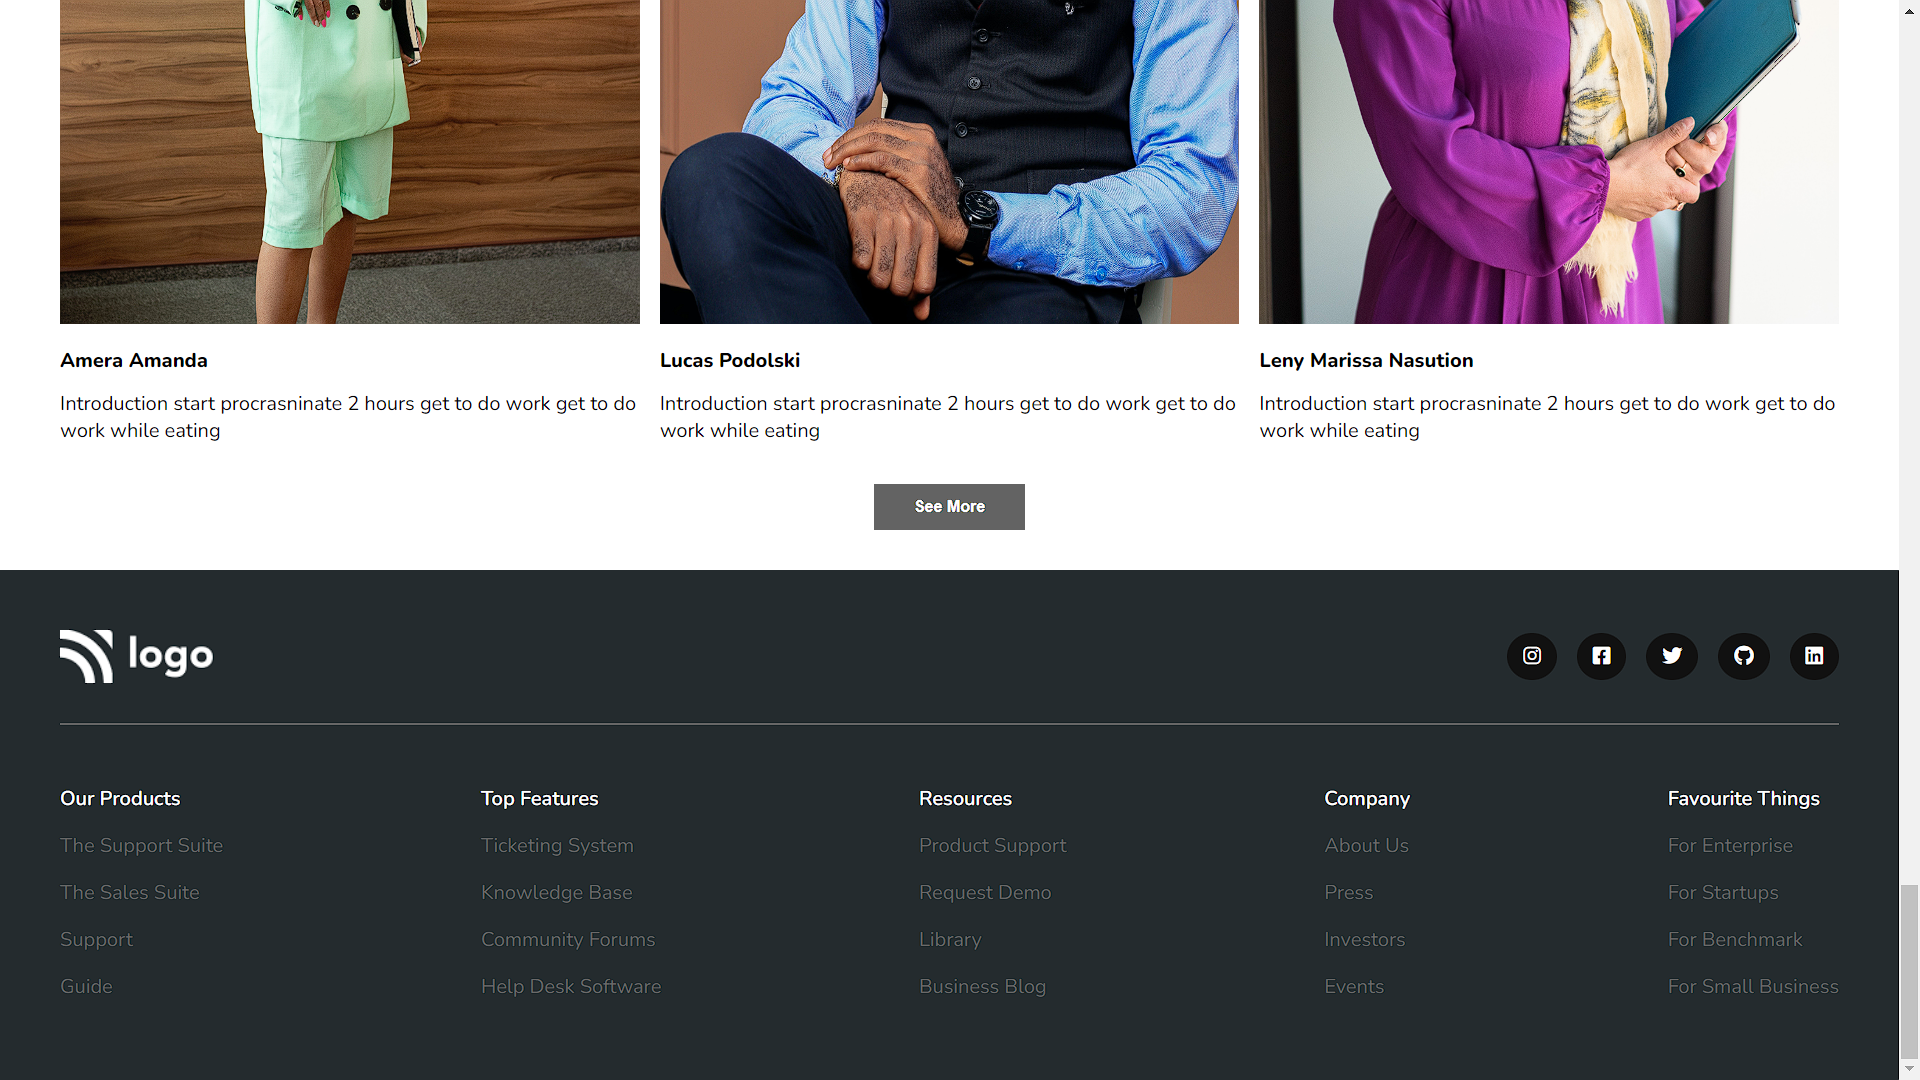 Amera Amanda
Introduction start procrasninate 2 hours get to do work get to do
work while eating
Lucas Podolski
Introduction start procrasninate 2 hours get to do work get to do
work while eating
Leny Marissa Nasution
Introduction start procrasninate 2 hours get to do work get to do
work while eating
See More
logo
Our Products
The Support Suite
The Sales Suite
Support
Guide
Top Features
Ticketing System
Knowledge Base
Community Forums
Help Desk Software
Resources
Product Support
Request Demo
Library
Business Blog
Company
About Us
Press
Investors
Events
Favourite Things
For Enterprise
For Startups
For Benchmark
For Small Business